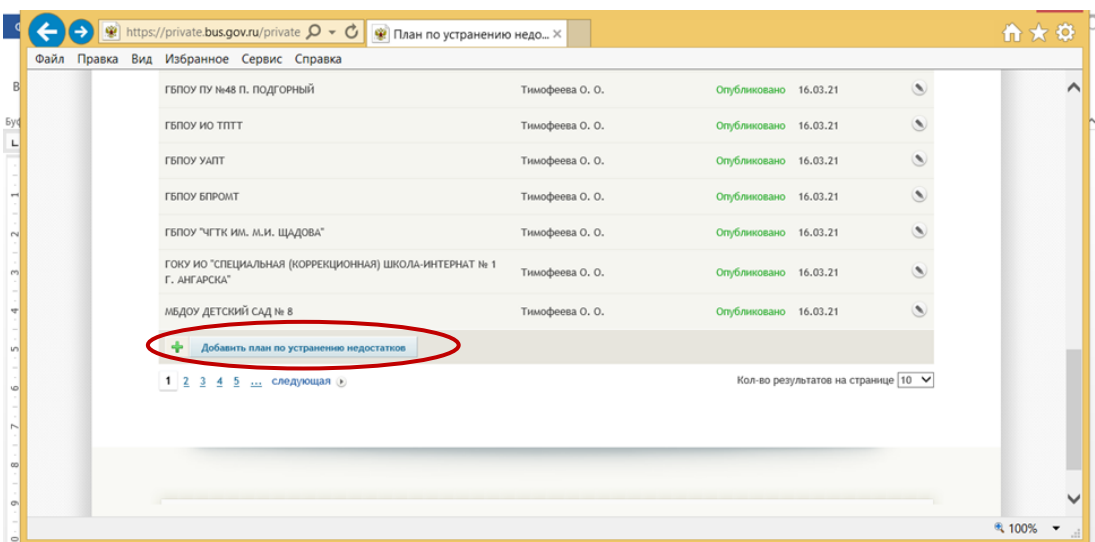 https://private.bus.gov.ru/private
План по устранению недо... ×
Файл Правка Вид Избранное Сервис Справка
ГБПОУ ПУ №48 П. ПОДГОРНЫЙ Тимофеева О. О. Опубликовано 16.03.21
ГБПОУ ИО ТПТТ Тимофеева О. О. Опубликовано 16.03.21
ГБПОУ УАПТ Тимофеева О. О. Опубликовано 16.03.21
ГБПОУ БПРОМТ Тимофеева О. О. Опубликовано 16.03.21
ГБПОУ "ЧГТК ИМ. М.И. ЩАДОВА" Тимофеева О. О. Опубликовано 16.03.21
ГОКУ ИО "СПЕЦИАЛЬНАЯ (КОРРЕКЦИОННАЯ) ШКОЛА-ИНТЕРНАТ № 1
Г. АНГАРСКА" Тимофеева О. О. Опубликовано 16.03.21
МБДОУ ДЕТСКИЙ САД № 8 Тимофеева О. О. Опубликовано 16.03.21
Добавить план по устранению недостатков
1 2 3 4 5 ... следующая Кол-во результатов на странице 10
100%